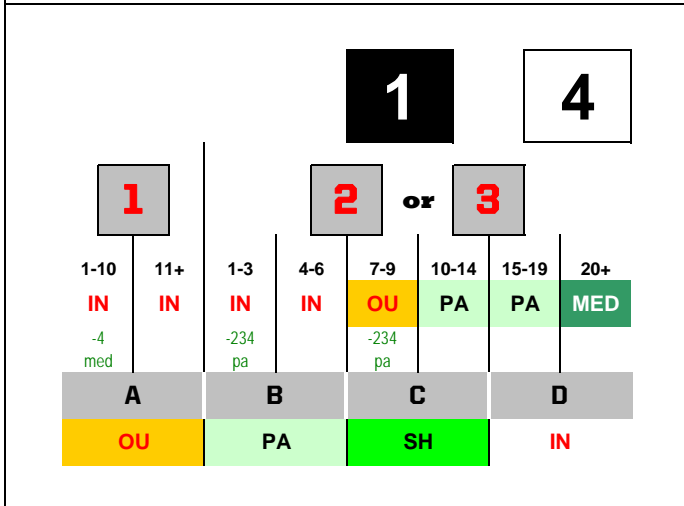 1 4
1 2 or 3
1-10 11+ 1-3 4-6 7-9 10-14 15-19 20+
IN IN IN IN OU PA PA MED
-4 -234 -234
med pa pa
A B C D
OU PA SH IN